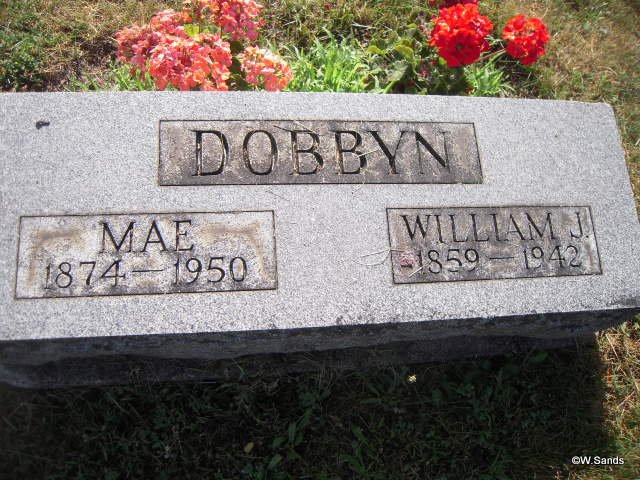 DOBBYN
MAE
1874—1950
WILLIAM J.
1859—1942
©W.Sands